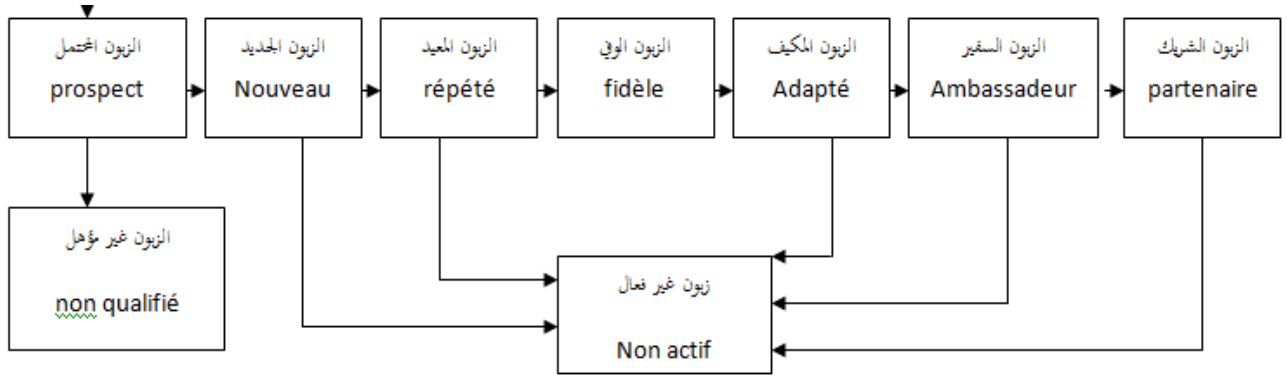 الزبون المحتمل
prospect
الزبون الجديد
Nouveau
الزبون المعيد
répété
الزبون الوفي
fidèle
الزبون المكيف
Adapté
الزبون السفير
Ambassadeur
الزبون الشريك
partenaire
الزبون غير مؤهل
non qualifié
زبون غير فعال
Non actif